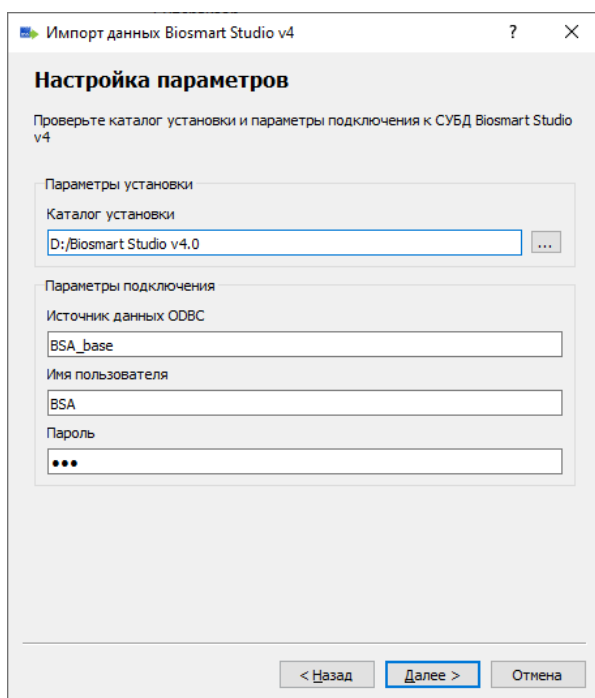 Импорт данных Biosmart Studio v4
?
Настройка параметров
Проверьте каталог установки и параметры подключения к СУБД Biosmart Studio
v4
Параметры установки
Каталог установки
D:/Biosmart Studio v4.0
...
Параметры подключения
Источник данных ODBC
BSA_base
Имя пользователя
BSA
Пароль
●●●
< Назад
Далее >
Отмена